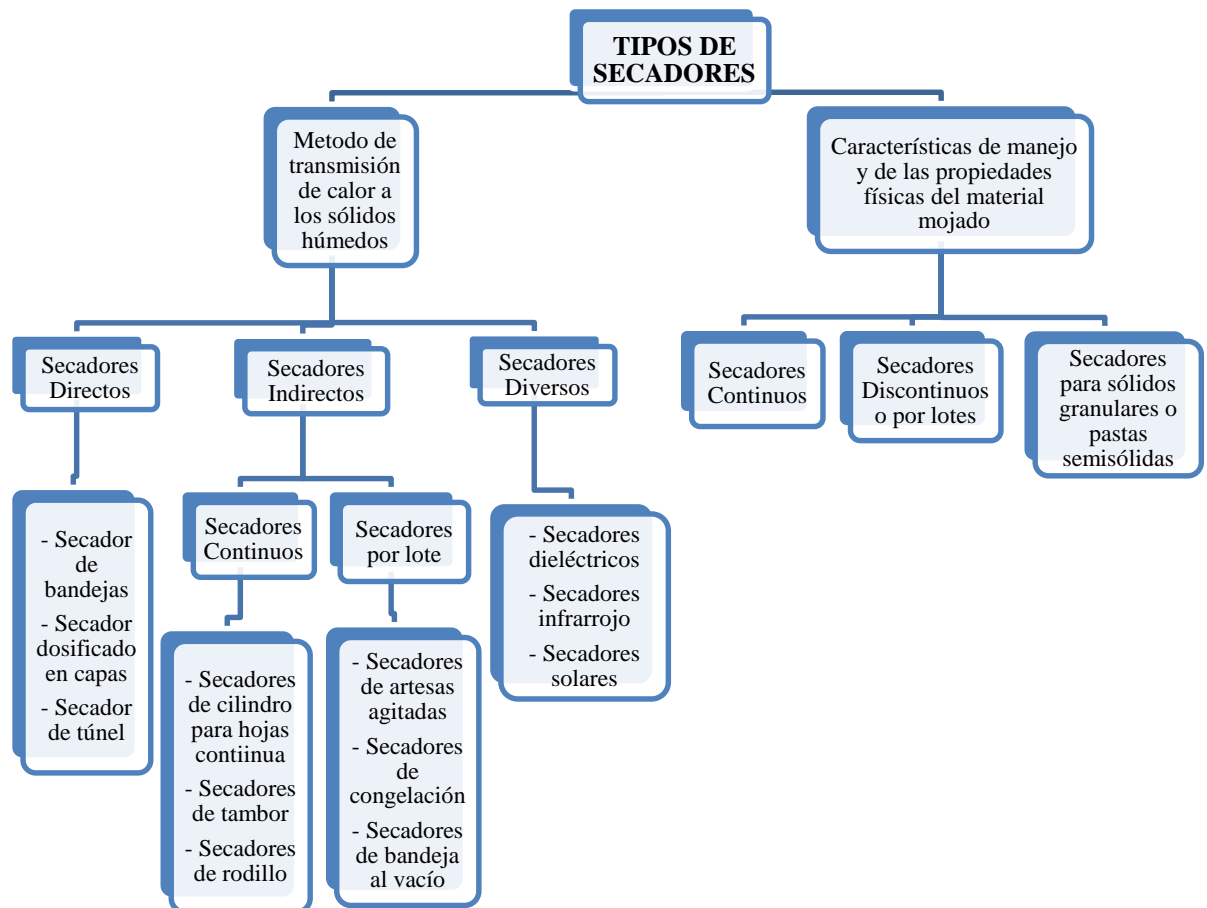 TIPOS DE
SECADORES
Metodo de
transmisión
de calor a
los sólidos
húmedos
Características de manejo
y de las propiedades
físicas del material
mojado
Secadores
Directos
Secadores
Indirectos
Secadores
Diversos
Secadores
Continuos
Secadores
Discontinuos
o por lotes
Secadores
para sólidos
granulares o
pastas
semisólidas
- Secador
de
bandejas
- Secador
dosificado
en capas
- Secador
de túnel
Secadores
Continuos
Secadores
por lote
- Secadores
dieléctricos
- Secadores
infrarrojo
- Secadores
solares
- Secadores
de cilindro
para hojas
contiinua
- Secadores
de tambor
- Secadores
de rodillo
- Secadores
de artesas
agitadas
- Secadores
de
congelación
- Secadores
de bandeja
al vacío